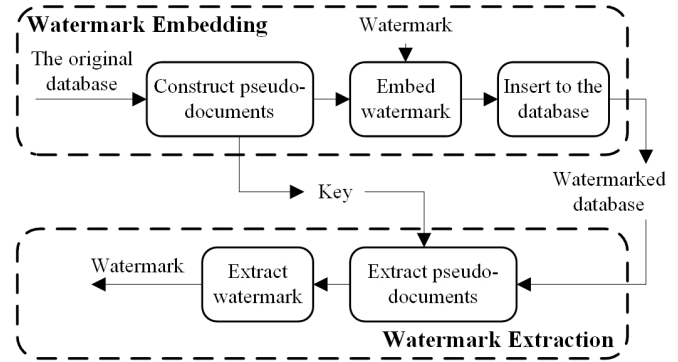 Watermark Embedding
Watermark
The original
database
Construct pseudo-
documents
Embed
watermark
Insert to the
database
Key
Watermarked
database
Watermark
Extract
watermark
Extract pseudo-
documents
Watermark Extraction